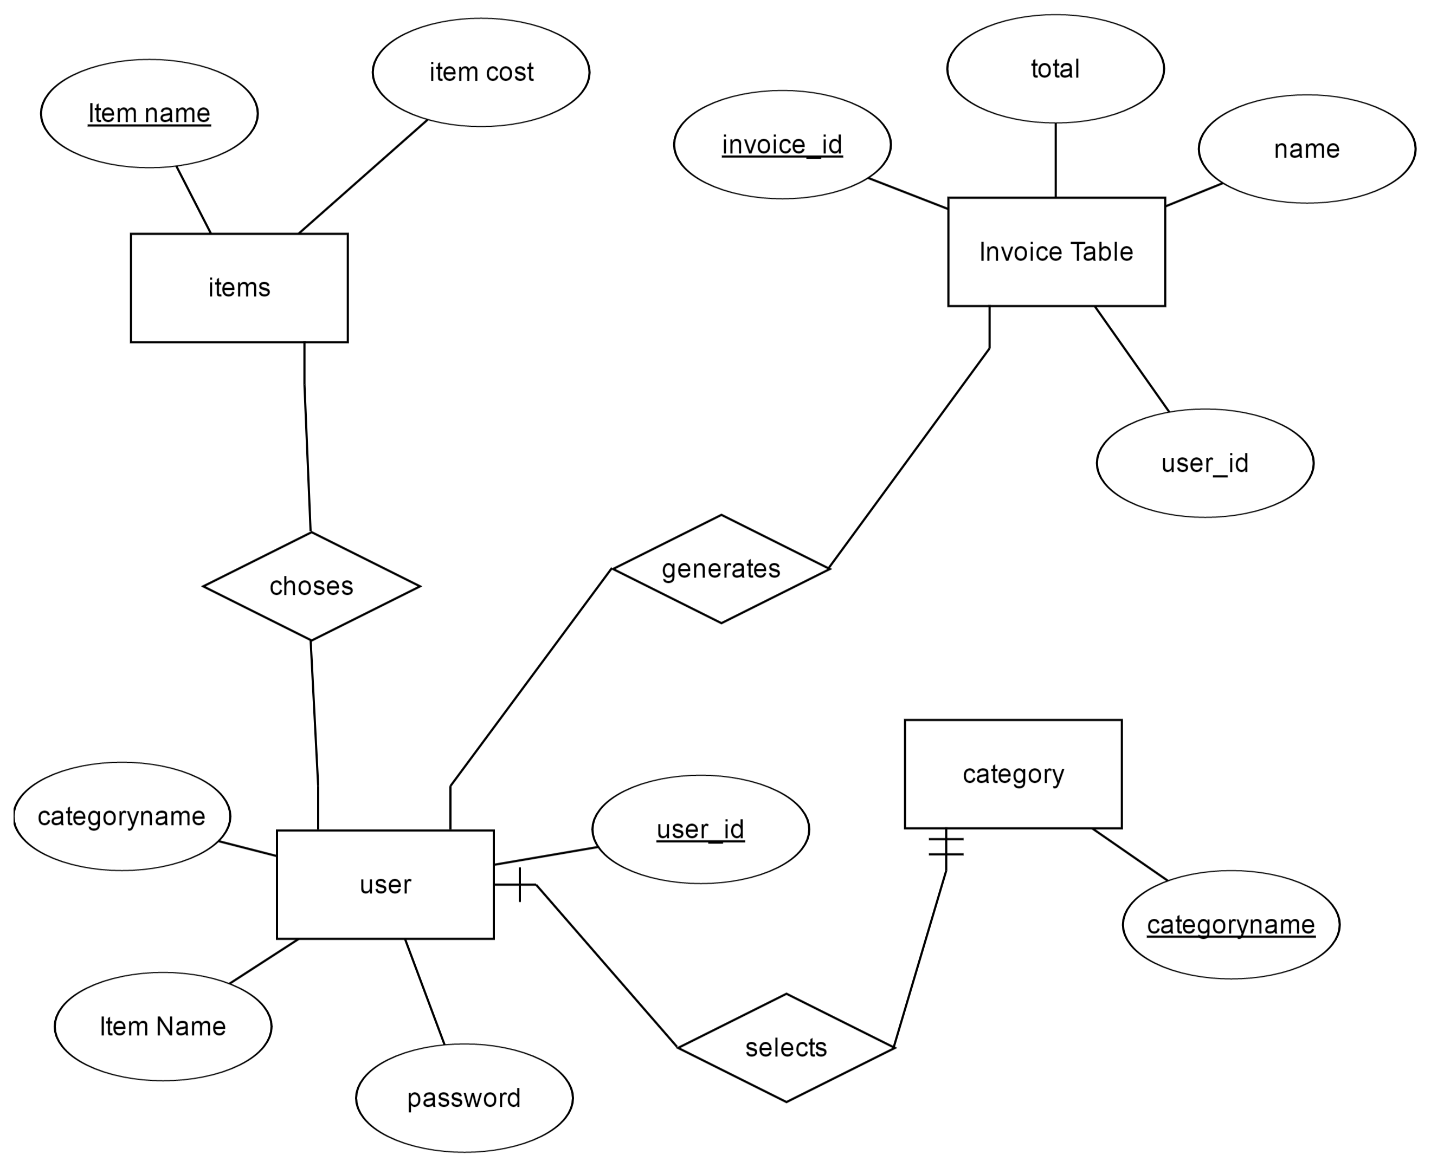 item cost
total
Item name
invoice_id
name
Invoice Table
items
user_id
generates
choses
category
categoryname
user_id
user
categoryname
Item Name
selects
password